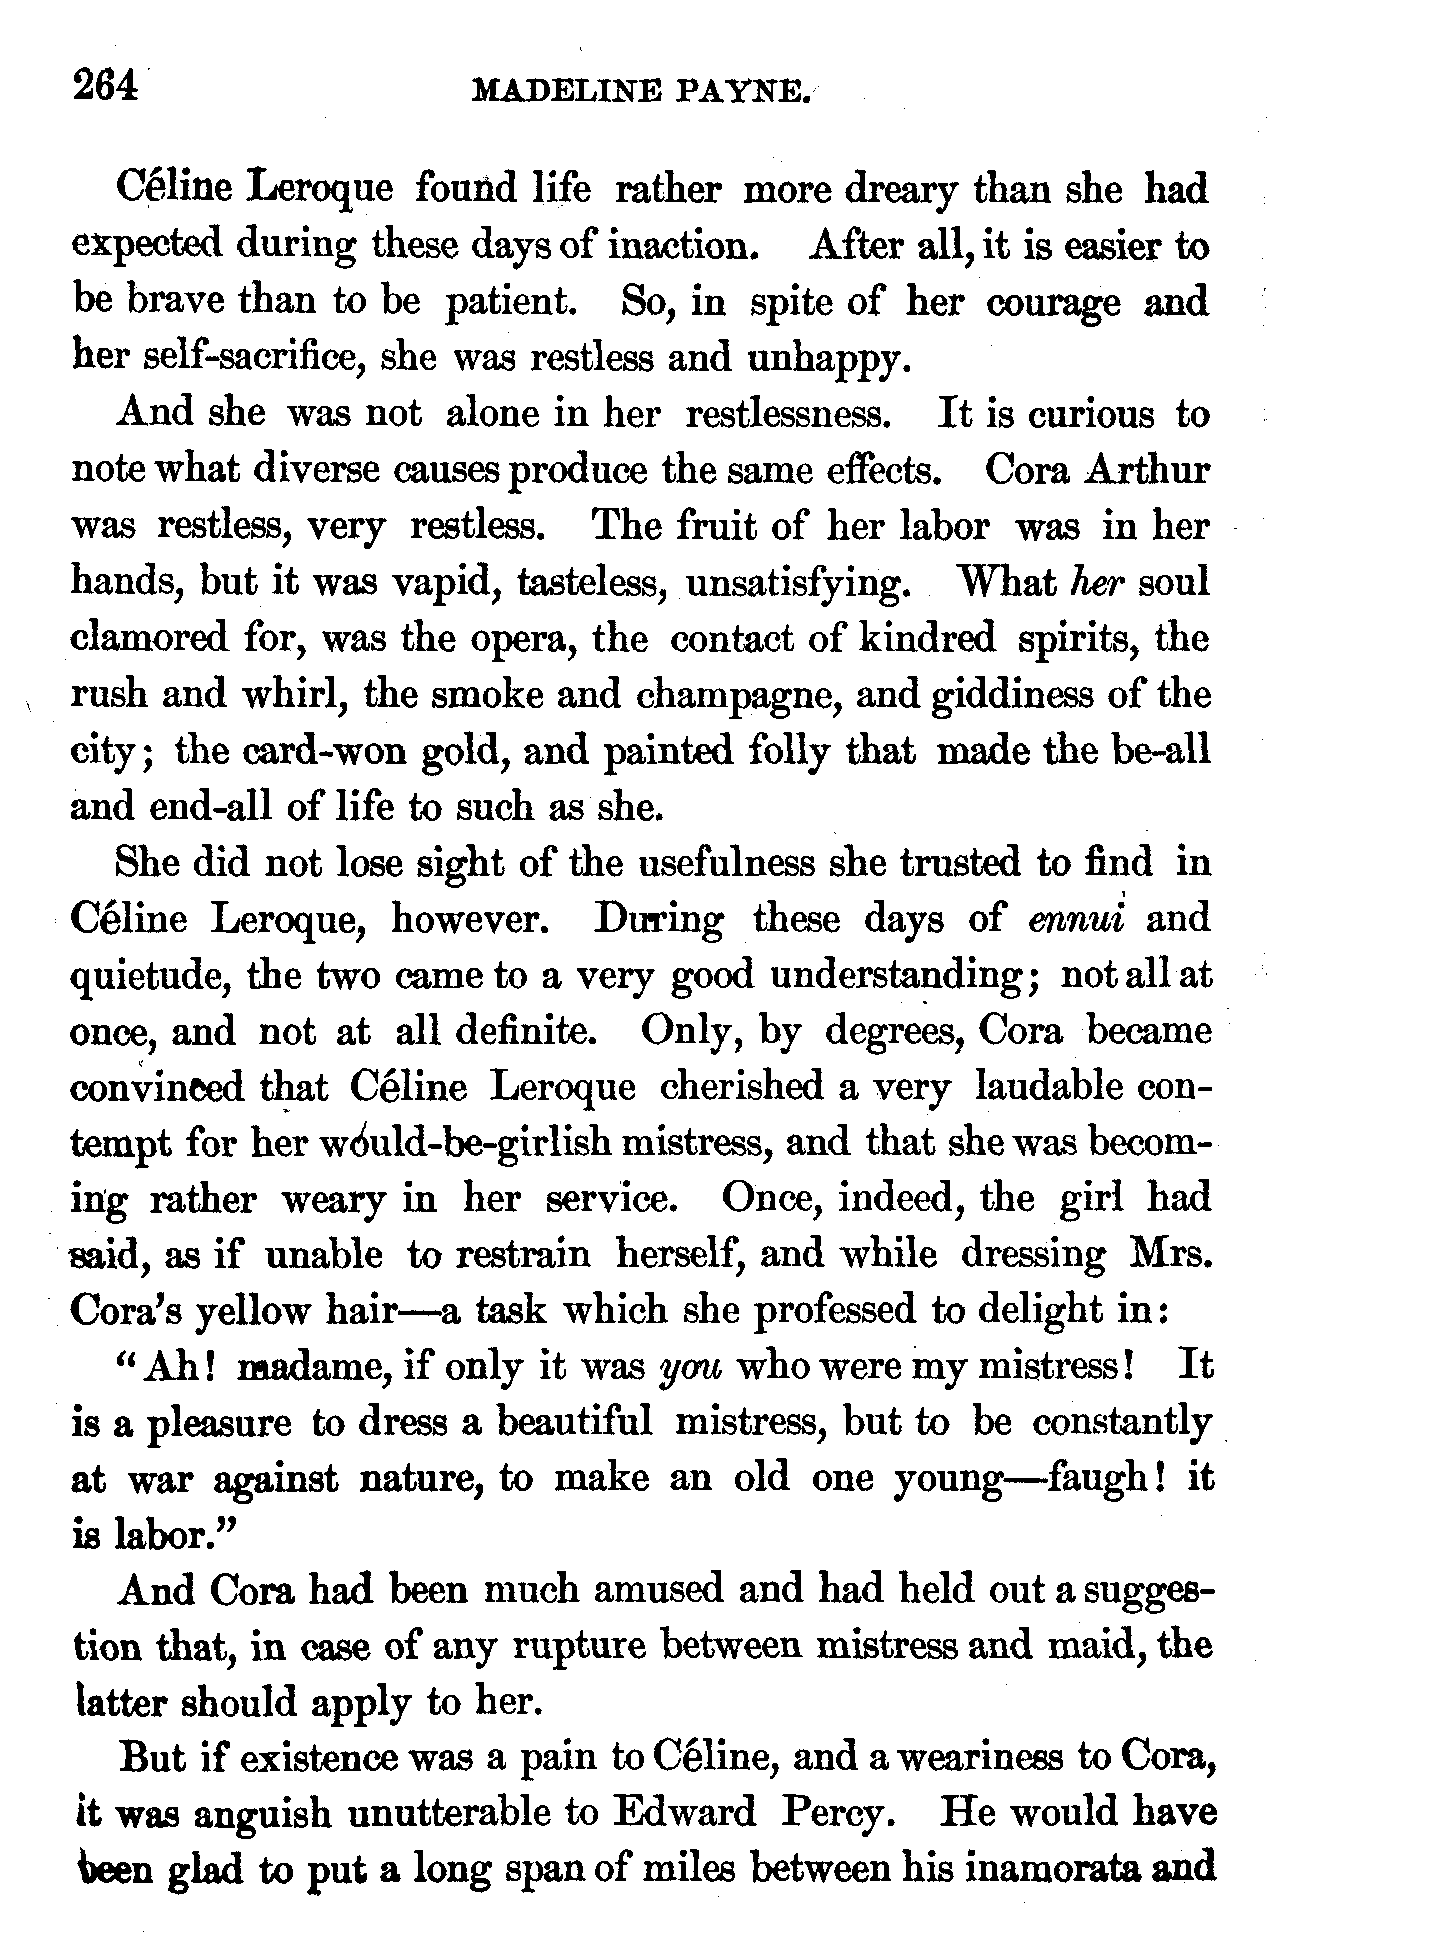 264 MADELINE PAYNE.
Céline Leroque found life rather more dreary than she had
expected during these days of inaction. After all, it is easier to
be brave than to be patient. So, in spite of her courage and
her self-sacrifice, she was restless and unhappy.
And she was not alone in her restlessness. It is curious to
note what diverse causes produce the same effects. Cora Arthur
was restless, very restless. The fruit of her labor was in her
hands, but it was vapid, tasteless, unsatisfying. What her soul
clamored for, was the opera, the contact of kindred spirits, the
rush and whirl, the smoke and champagne, and giddiness of the
city; the card-won gold, and painted folly that made the be-all
and end-all of life to such as she.
She did not lose sight of the usefulness she trusted to find in
Céline Leroque, however. During these days of ennui and
quietude, the two came to a very good understanding; not all at
once, and not at all definite. Only, by degrees, Cora became
convinced that Céline Leroque cherished a very laudable con-
tempt for her would-be-girlish mistress, and that she was becom-
ing rather weary in her service. Once, indeed, the girl had
said, as if unable to restrain herself, and while dressing Mrs.
Cora's yellow hair—a task which she professed to delight in:
"Ah! madame, if only it was you who were my mistress! It
is a pleasure to dress a beautiful mistress, but to be constantly
at war against nature, to make an old one young—faugh! it
is labor."
And Cora had been much amused and had held out a sugges-
tion that, in case of any rupture between mistress and maid, the
latter should apply to her.
But if existence was a pain to Céline, and a weariness to Cora,
it was anguish unutterable to Edward Percy. He would have
been glad to put a long span of miles between his inamorata and